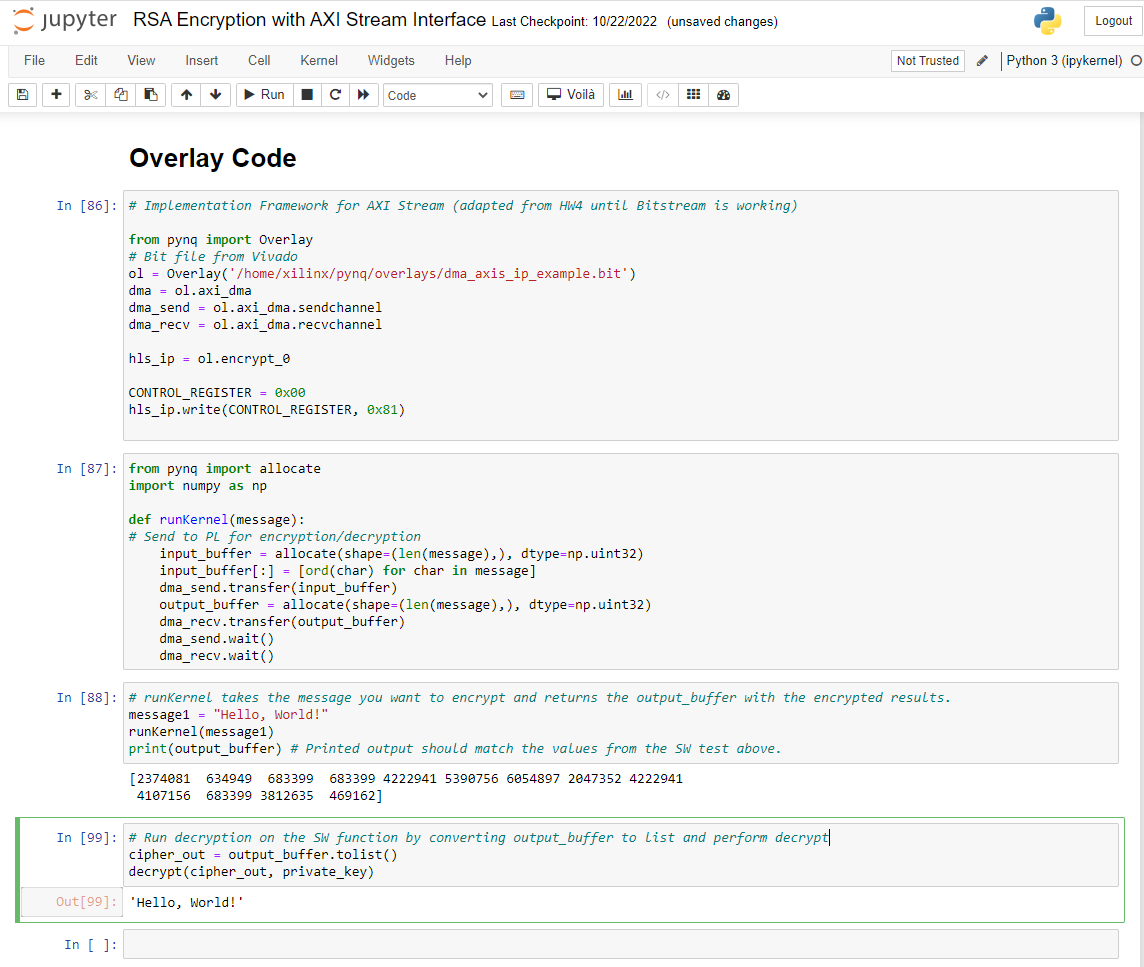 jupyter RSA Encryption with AXI Stream Interface Last Checkpoint: 10/22/2022 (unsaved changes) Logout
File Edit View Insert Cell Kernel Widgets Help Not Trusted Python 3 (ipykernel)
Run Code Voilà
Overlay Code
In [86]: # Implementation Framework for AXI Stream (adapted from HW4 until Bitstream is working)
from pynq import Overlay
# Bit file from Vivado
ol = Overlay('/home/xilinx/pynq/overlays/dma_axis_ip_example.bit')
dma = ol.axi_dma
dma_send = ol.axi_dma.sendchannel
dma_recv = ol.axi_dma.recvchannel
hls_ip = ol.encrypt_0
CONTROL_REGISTER = 0x00
hls_ip.write(CONTROL_REGISTER, 0x81)
In [87]: from pynq import allocate
import numpy as np
def runKernel(message):
# Send to PL for encryption/decryption
    input_buffer = allocate(shape=(len(message),), dtype=np.uint32)
    input_buffer[:] = [ord(char) for char in message]
    dma_send.transfer(input_buffer)
    output_buffer = allocate(shape=(len(message),), dtype=np.uint32)
    dma_recv.transfer(output_buffer)
    dma_send.wait()
    dma_recv.wait()
In [88]: # runKernel takes the message you want to encrypt and returns the output_buffer with the encrypted results.
message1 = "Hello, World!"
runKernel(message1)
print(output_buffer) # Printed output should match the values from the SW test above.
[2374081  634949  683399  683399 4222941 5390756 6054897 2047352 4222941
 4107156  683399 3812635  469162]
In [99]: # Run decryption on the SW function by converting output_buffer to list and perform decrypt
cipher_out = output_buffer.tolist()
decrypt(cipher_out, private_key)
Out[99]: 'Hello, World!'
In [ ]: